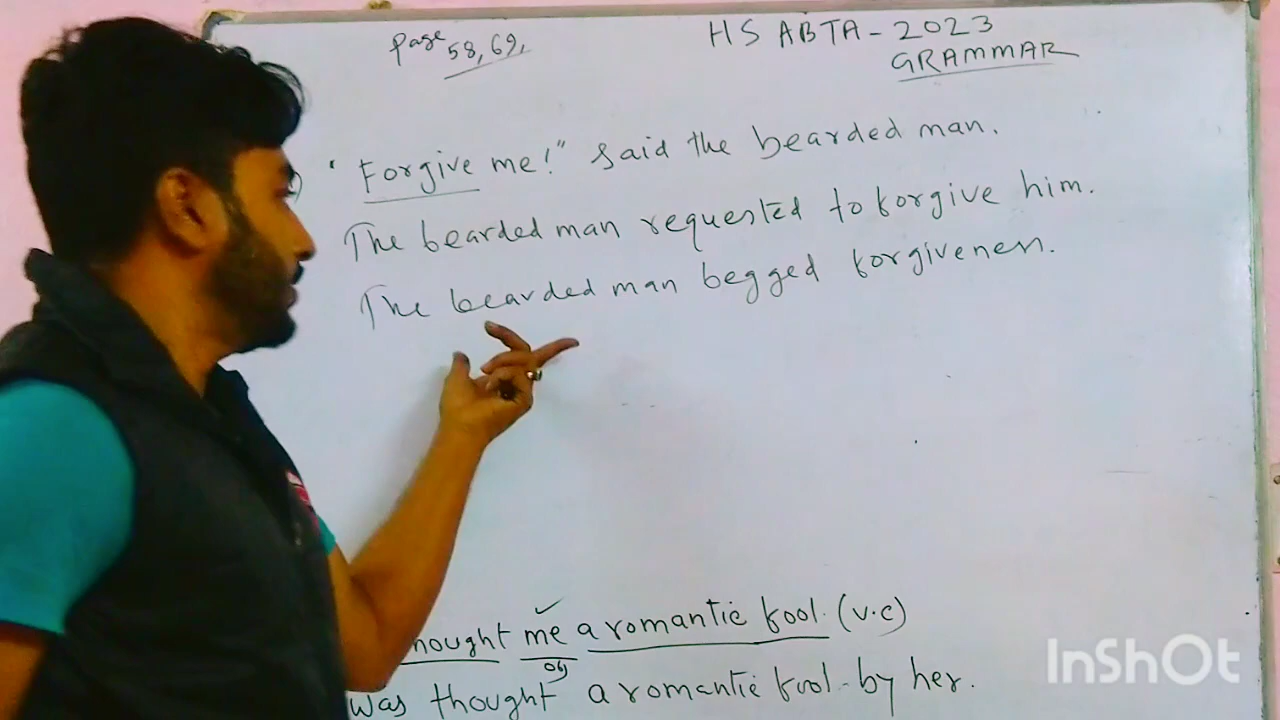 Page 58, 69,
HS ABTA - 2023
GRAMMAR
) "Forgive me!" said the bearded man.
The bearded man requested to forgive him.
The bearded man begged forgiveness.
hought me a romantic fool. (v.c)
obj
was thought a romantic fool by her.
InShOt